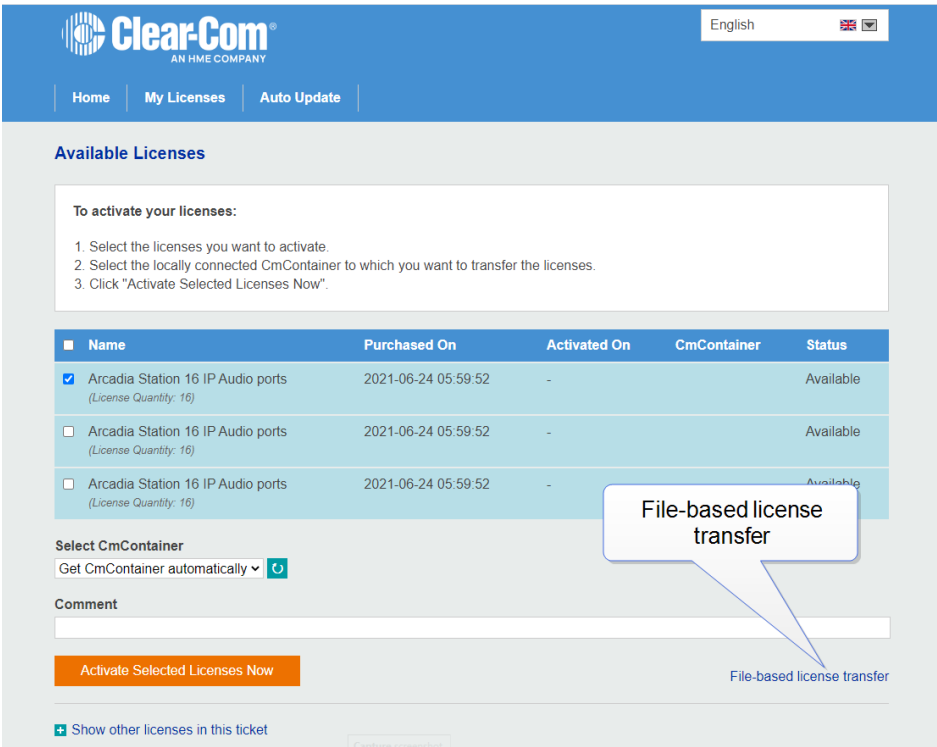 Clear-Com®
English
AN HME COMPANY
Home My Licenses Auto Update
Available Licenses
To activate your licenses:
1. Select the licenses you want to activate.
2. Select the locally connected CmContainer to which you want to transfer the licenses.
3. Click "Activate Selected Licenses Now".
Name Purchased On Activated On CmContainer Status
Arcadia Station 16 IP Audio ports 2021-06-24 05:59:52 - Available
(License Quantity: 16)
Arcadia Station 16 IP Audio ports 2021-06-24 05:59:52 - Available
(License Quantity: 16)
Arcadia Station 16 IP Audio ports 2021-06-24 05:59:52 - Available
(License Quantity: 16)
File-based license
transfer
Select CmContainer
Get CmContainer automatically
Comment
Activate Selected Licenses Now
File-based license transfer
Show other licenses in this ticket
Capture screenshot